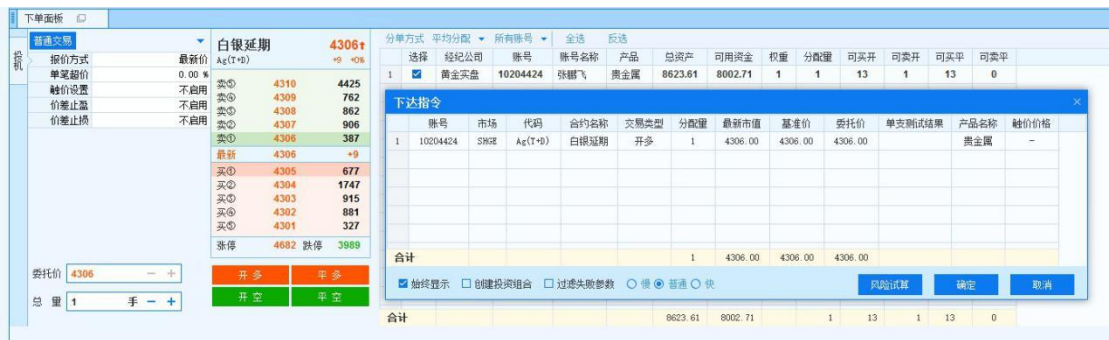 下单面板
投机
普通交易
报价方式 最新价
单笔超价 0.00 %
触价设置 不启用
价差止盈 不启用
价差止损 不启用
委托价 4306 − +
总 量 1 手 − +
白银延期 4306↑
Ag(T+D) +9 +0%
卖⑤ 4310 4425
卖④ 4309 762
卖③ 4308 862
卖② 4307 906
卖① 4306 387
最新 4306 +9
买① 4305 677
买② 4304 1747
买③ 4303 915
买④ 4302 881
买⑤ 4301 327
涨停 4682 跌停 3989
开多 平多
开空 平空
分单方式 平均分配 所有账号 全选 反选
选择 经纪公司 账号 账号名称 产品 总资产 可用资金 权重 分配量 可买开 可卖开 可买平 可卖平
1 黄金实盘 10204424 张鹏飞 贵金属 8623.61 8002.71 1 1 13 1 13 0
下达指令 ×
账号 市场 代码 合约名称 交易类型 分配量 最新市值 基准价 委托价 单支测试结果 产品名称 触价价格
1 10204424 SHGE Ag(T+D) 白银延期 开多 1 4306.00 4306.00 4306.00 贵金属 −
合计 1 4306.00 4306.00 4306.00
始终显示 创建投资组合 过滤失败参数 慢 普通 快 风险试算 确定 取消
合计 8623.61 8002.71 1 13 1 13 0